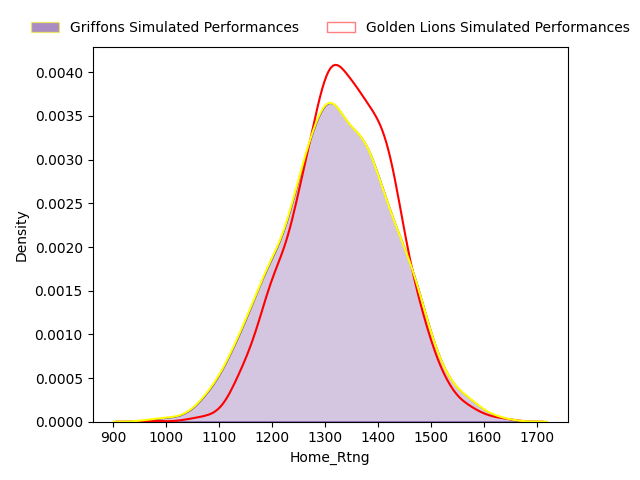 Griffons Simulated Performances
Golden Lions Simulated Performances
0.0040
0.0035
0.0030
0.0025
0.0020
0.0015
0.0010
0.0005
0.0000
Density
900 1000 1100 1200 1300 1400 1500 1600 1700
Home_Rtng